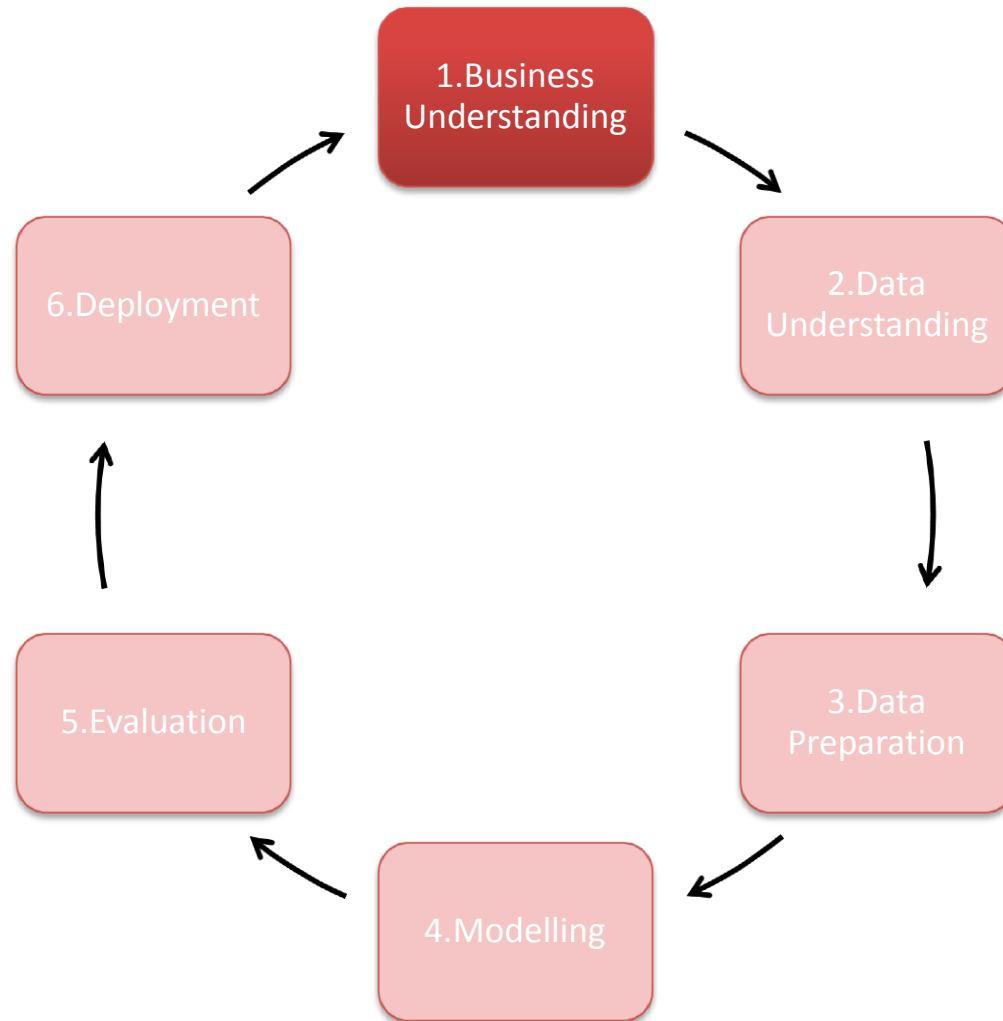 1.Business
Understanding
2.Data
Understanding
3.Data
Preparation
4.Modelling
5.Evaluation
6.Deployment